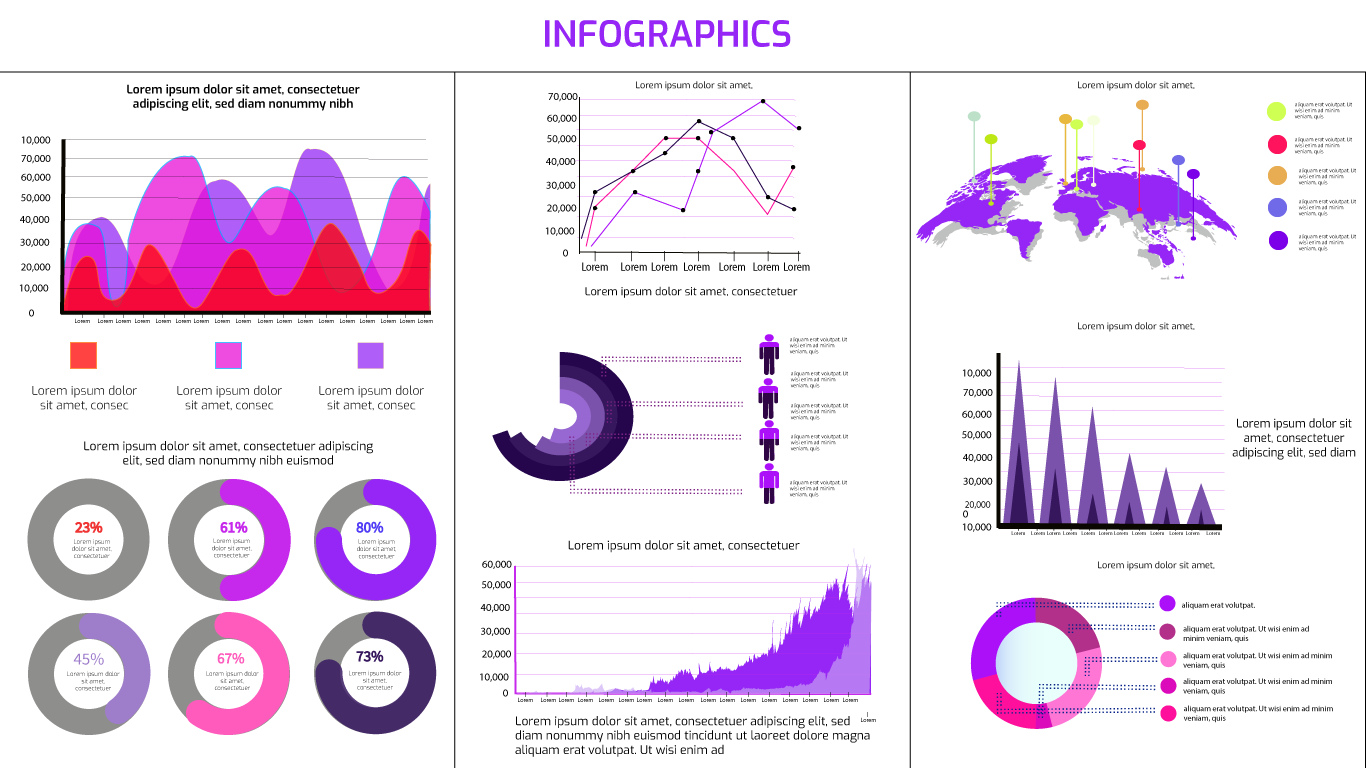 INFOGRAPHICS
Lorem ipsum dolor sit amet, consectetuer
adipiscing elit, sed diam nonummy nibh
10,000
70,000
60,000
50,000
40,000
30,000
20,000
10,000
0
Lorem Lorem Lorem Lorem Lorem Lorem Lorem Lorem Lorem Lorem Lorem Lorem Lorem Lorem Lorem Lorem Lorem
Lorem ipsum dolor
sit amet, consec
Lorem ipsum dolor
sit amet, consec
Lorem ipsum dolor
sit amet, consec
Lorem ipsum dolor sit amet, consectetuer adipiscing
elit, sed diam nonummy nibh euismod
23%
Lorem ipsum
dolor sit amet,
consectetuer
61%
Lorem ipsum
dolor sit amet,
consectetuer
80%
Lorem ipsum
dolor sit amet,
consectetuer
45%
Lorem ipsum dolor
sit amet,
consectetuer
67%
Lorem ipsum dolor
sit amet,
consectetuer
73%
Lorem ipsum dolor
sit amet,
consectetuer
Lorem ipsum dolor sit amet,
70,000
60,000
50,000
40,000
30,000
20,000
10,000
0
Lorem Lorem Lorem Lorem Lorem Lorem Lorem
Lorem ipsum dolor sit amet, consectetuer
aliquam erat volutpat. Ut
wisi enim ad minim
veniam, quis
aliquam erat volutpat. Ut
wisi enim ad minim
veniam, quis
aliquam erat volutpat. Ut
wisi enim ad minim
veniam, quis
aliquam erat volutpat. Ut
wisi enim ad minim
veniam, quis
aliquam erat volutpat. Ut
wisi enim ad minim
veniam, quis
Lorem ipsum dolor sit amet, consectetuer
60,000
50,000
40,000
30,000
20,000
10,000
0
Lorem Lorem Lorem Lorem Lorem Lorem Lorem Lorem Lorem Lorem Lorem Lorem Lorem Lorem Lorem
Lorem
Lorem ipsum dolor sit amet, consectetuer adipiscing elit, sed
diam nonummy nibh euismod tincidunt ut laoreet dolore magna
aliquam erat volutpat. Ut wisi enim ad
Lorem ipsum dolor sit amet,
aliquam erat volutpat. Ut
wisi enim ad minim
veniam, quis
aliquam erat volutpat. Ut
wisi enim ad minim
veniam, quis
aliquam erat volutpat. Ut
wisi enim ad minim
veniam, quis
aliquam erat volutpat. Ut
wisi enim ad minim
veniam, quis
aliquam erat volutpat. Ut
wisi enim ad minim
veniam, quis
Lorem ipsum dolor sit amet,
10,000
70,000
60,000
50,000
40,000
30,000
20,000
0
10,000
Lorem Lorem Lorem Lorem Lorem Lorem Lorem Lorem Lorem Lorem
Lorem ipsum dolor sit
amet, consectetuer
adipiscing elit, sed diam
Lorem ipsum dolor sit amet,
aliquam erat volutpat.
aliquam erat volutpat. Ut wisi enim ad
minim veniam, quis
aliquam erat volutpat. Ut wisi enim ad minim
veniam, quis
aliquam erat volutpat. Ut wisi enim ad minim
veniam, quis
aliquam erat volutpat. Ut wisi enim ad minim
veniam, quis